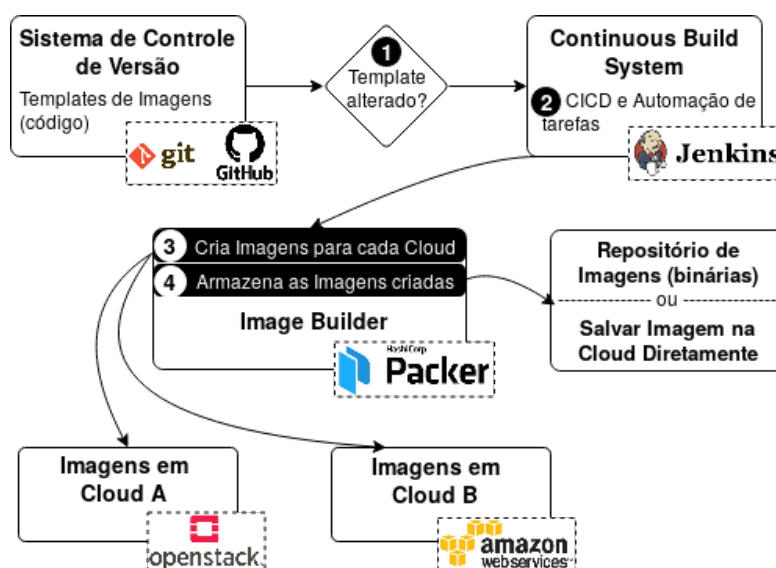 Sistema de Controle
de Versão
Templates de Imagens
(código)
git
GitHub
1
Template
alterado?
Continuous Build
System
2 CICD e Automação de
tarefas
Jenkins
3 Cria Imagens para cada Cloud
4 Armazena as Imagens criadas
Image Builder
HashiCorp
Packer
Repositório de
Imagens (binárias)
ou
Salvar Imagem na
Cloud Diretamente
Imagens em
Cloud A
openstack
Imagens em
Cloud B
amazon
webservices